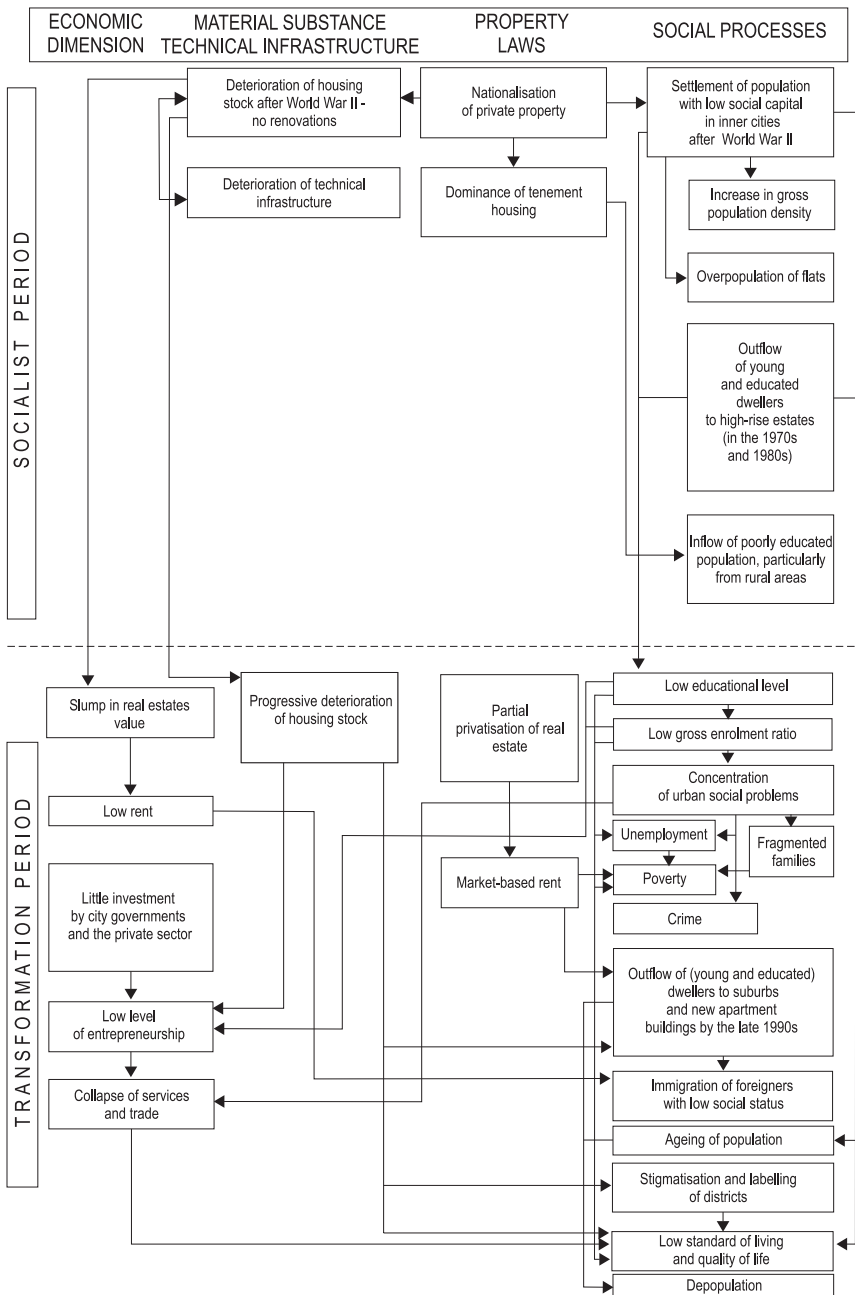 ECONOMIC
DIMENSION
MATERIAL SUBSTANCE
TECHNICAL INFRASTRUCTURE
PROPERTY
LAWS
SOCIAL PROCESSES
SOCIALIST PERIOD
Deterioration of housing
stock after World War II -
no renovations
Nationalisation
of private property
Settlement of population
with low social capital
in inner cities
after World War II
Deterioration of technical
infrastructure
Dominance of tenement
housing
Increase in gross
population density
Overpopulation of flats
Outflow
of young
and educated
dwellers
to high-rise estates
(in the 1970s
and 1980s)
Inflow of poorly educated
population, particularly
from rural areas
TRANSFORMATION PERIOD
Slump in real estates
value
Progressive deterioration
of housing stock
Partial
privatisation of real
estate
Low educational level
Low gross enrolment ratio
Concentration
of urban social problems
Low rent
Unemployment
Fragmented
families
Market-based rent
Poverty
Crime
Little investment
by city governments
and the private sector
Low level
of entrepreneurship
Outflow of (young and educated)
dwellers to suburbs
and new apartment
buildings by the late 1990s
Collapse of services
and trade
Immigration of foreigners
with low social status
Ageing of population
Stigmatisation and labelling
of districts
Low standard of living
and quality of life
Depopulation